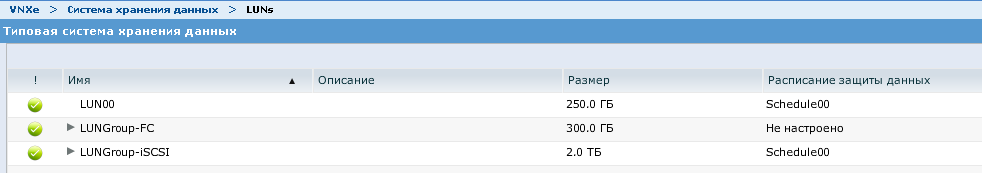 VNXe > Система хранения данных > LUNs
Типовая система хранения данных
! Имя ▲ Описание Размер Расписание защиты данных
LUN00 250.0 ГБ Schedule00
LUNGroup-FC 300.0 ГБ Не настроено
LUNGroup-iSCSI 2.0 ТБ Schedule00